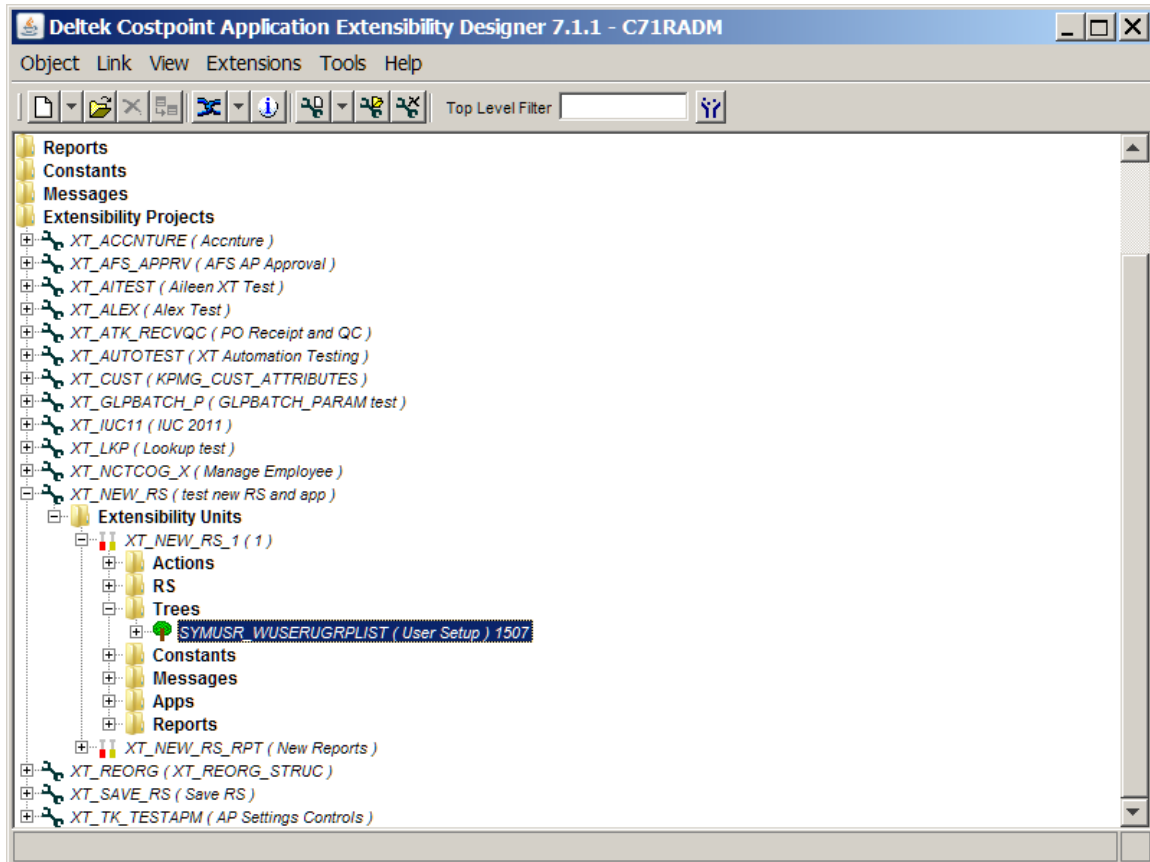 Deltek Costpoint Application Extensibility Designer 7.1.1 - C71RADM
Object Link View Extensions Tools Help
Top Level Filter
Reports
Constants
Messages
Extensibility Projects
XT_ACCNTURE ( Accnture )
XT_AFS_APPRV ( AFS AP Approval )
XT_AITEST ( Aileen XT Test )
XT_ALEX ( Alex Test )
XT_ATK_RECVQC ( PO Receipt and QC )
XT_AUTOTEST ( XT Automation Testing )
XT_CUST ( KPMG_CUST_ATTRIBUTES )
XT_GLPBATCH_P ( GLPBATCH_PARAM test )
XT_IUC11 ( IUC 2011 )
XT_LKP ( Lookup test )
XT_NCTCOG_X ( Manage Employee )
XT_NEW_RS ( test new RS and app )
Extensibility Units
XT_NEW_RS_1 ( 1 )
Actions
RS
Trees
SYMUSR_WUSERUGRPLIST ( User Setup ) 1507
Constants
Messages
Apps
Reports
XT_NEW_RS_RPT ( New Reports )
XT_REORG ( XT_REORG_STRUC )
XT_SAVE_RS ( Save RS )
XT_TK_TESTAPM ( AP Settings Controls )